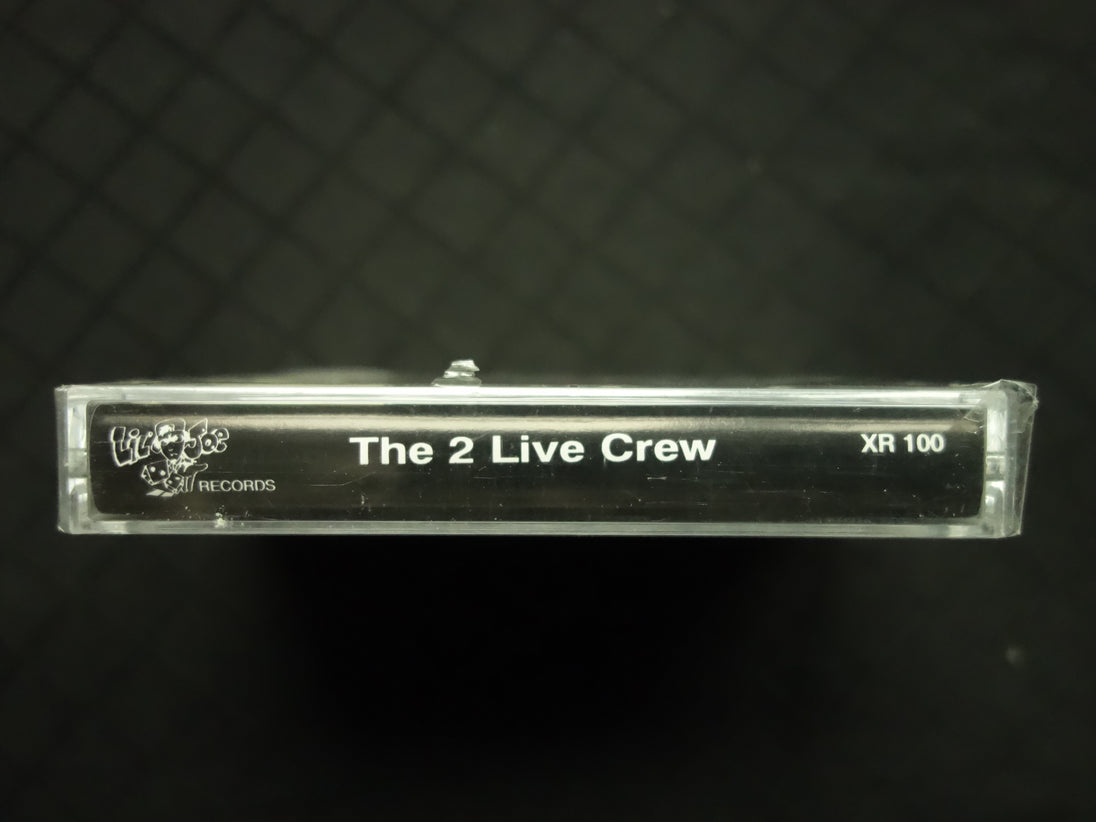 LIL JOE
RECORDS
The 2 Live Crew
XR 100